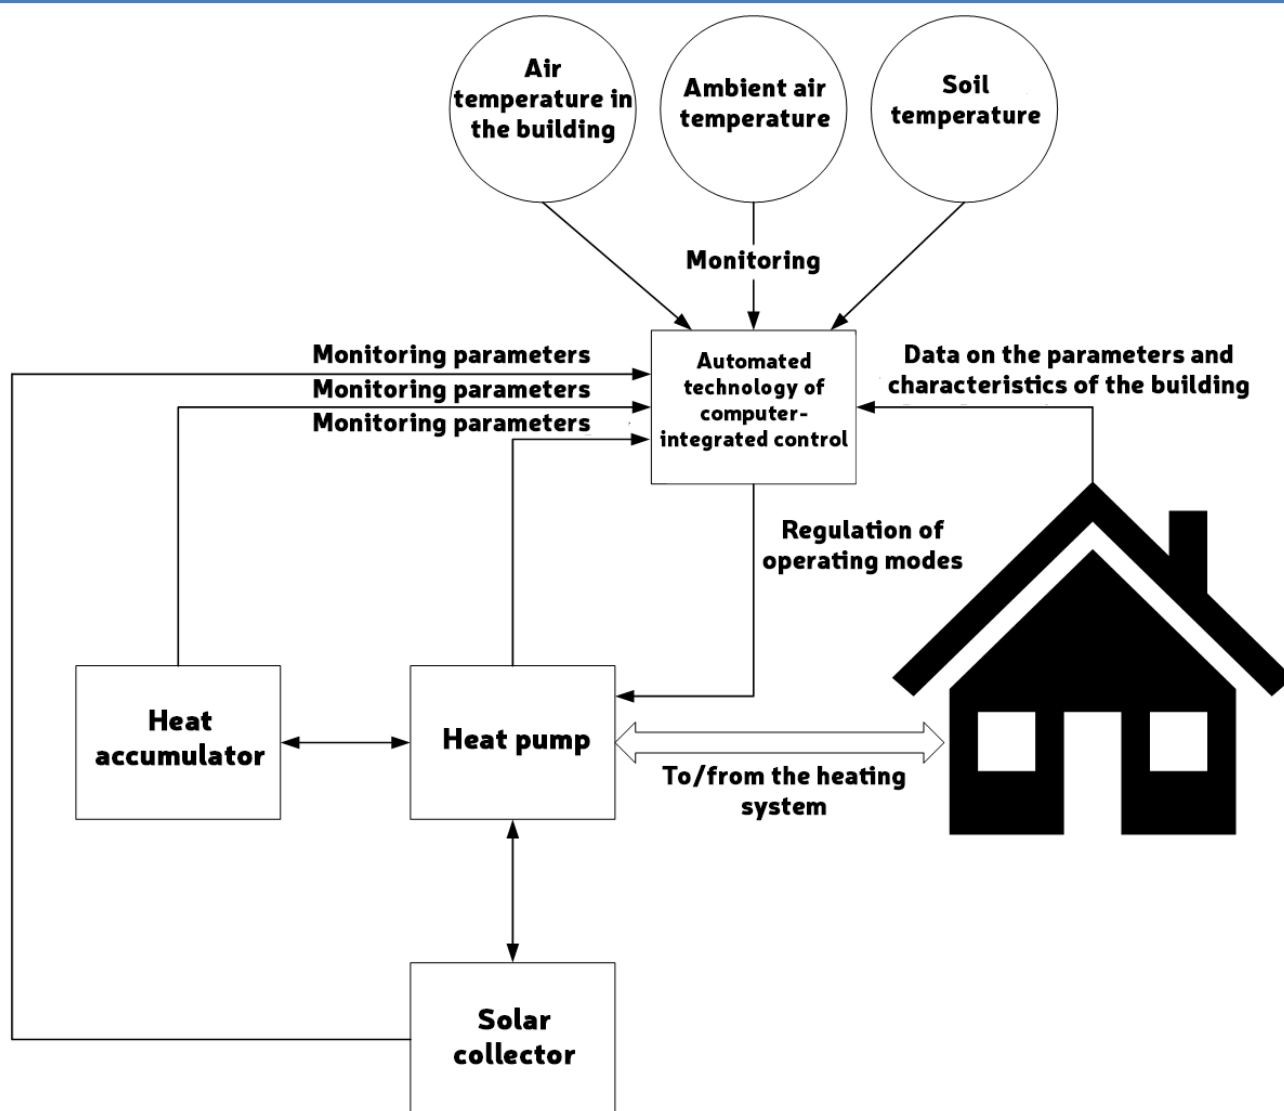 Air
temperature in
the building
Ambient air
temperature
Soil
temperature
Monitoring
Monitoring parameters
Monitoring parameters
Monitoring parameters
Automated
technology of
computer-
integrated control
Data on the parameters and
characteristics of the building
Regulation of
operating modes
Heat
accumulator
Heat pump
To/from the heating
system
Solar
collector